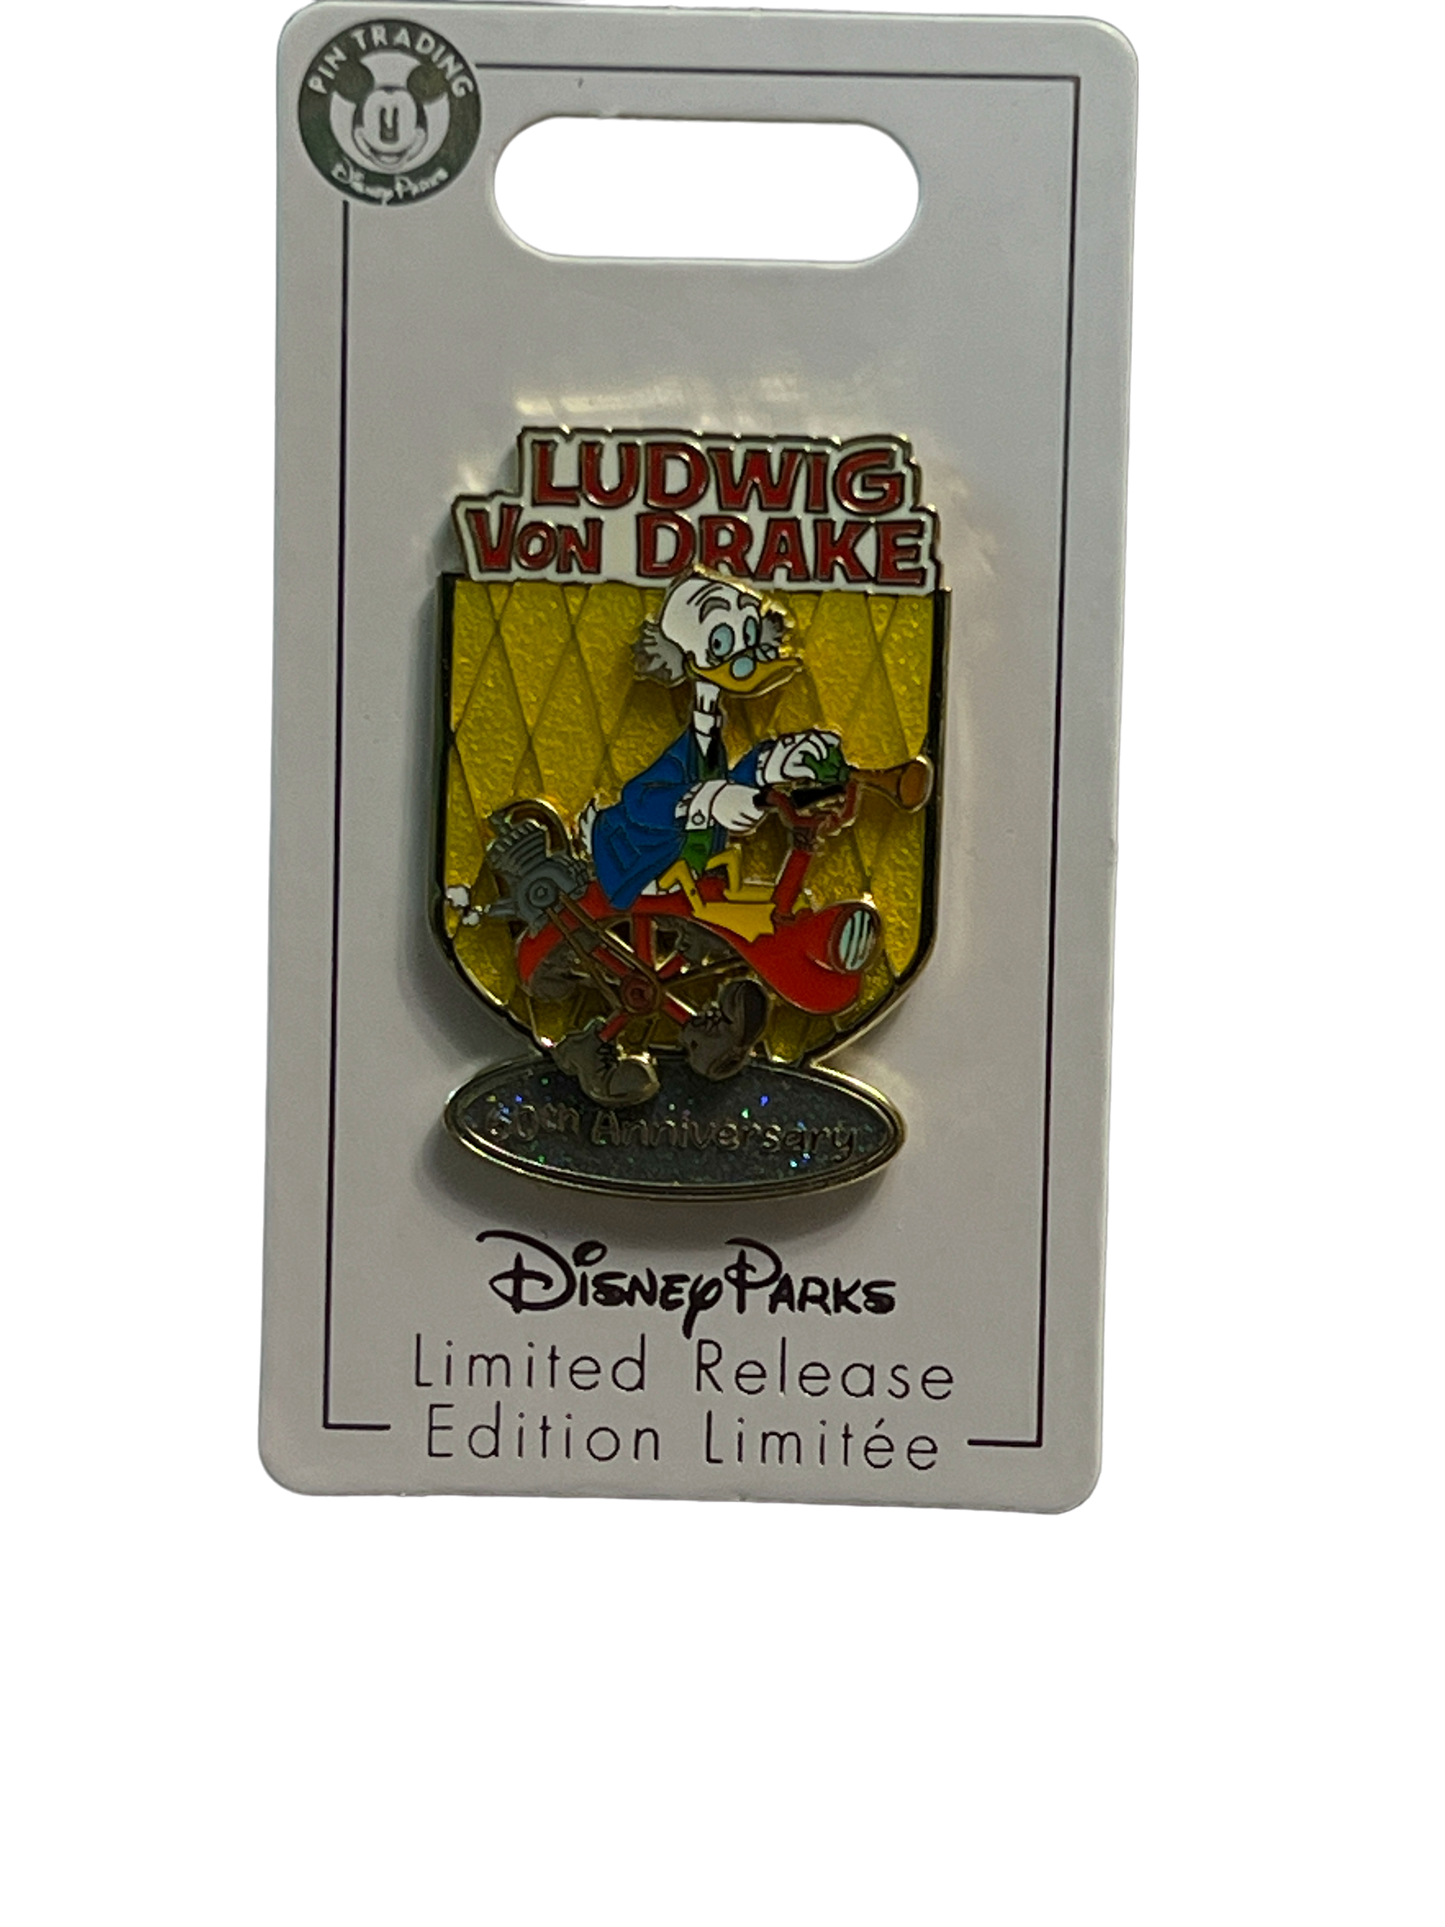 PIN TRADING
Disney Parks
LUDWIG
VON DRAKE
60th Anniversary
Disney Parks
Limited Release
Edition Limitée